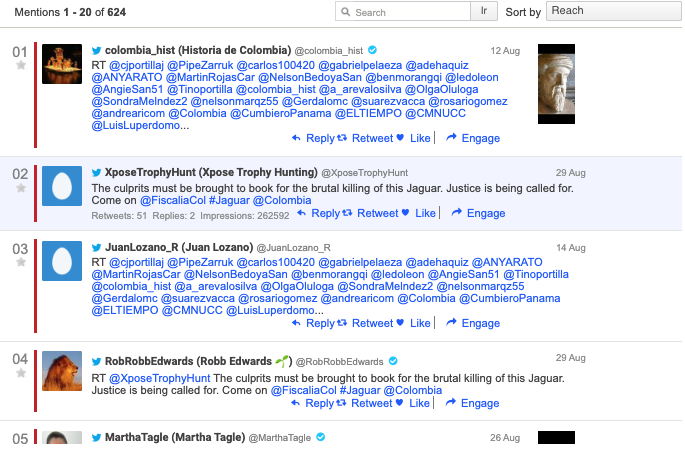 Mentions 1 - 20 of 624
Search
Ir
Sort by
Reach
01
colombia_hist (Historia de Colombia) @colombia_hist
12 Aug
RT @cjportillaj @PipeZarruk @carlos100420 @gabrielpelaeza @adehaquiz
@ANYARATO @MartinRojasCar @NelsonBedoyaSan @benmorangqi @ledoleon
@AngieSan51 @Tinoportilla @colombia_hist @a_arevalosilva @OlgaOluloga
@SondraMelndez2 @nelsonmarqz55 @Gerdalomc @suarezvacca @rosariogomez
@andrearicom @Colombia @CumbieroPanama @ELTIEMPO @CMNUCC
@LuisLuperdomo...
Reply Retweet Like Engage
02
XposeTrophyHunt (Xpose Trophy Hunting) @XposeTrophyHunt
29 Aug
The culprits must be brought to book for the brutal killing of this Jaguar. Justice is being called for.
Come on @FiscaliaCol #Jaguar @Colombia
Retweets: 51 Replies: 2 Impressions: 262592 Reply Retweet Like Engage
03
JuanLozano_R (Juan Lozano) @JuanLozano_R
14 Aug
RT @cjportillaj @PipeZarruk @carlos100420 @gabrielpelaeza @adehaquiz @ANYARATO
@MartinRojasCar @NelsonBedoyaSan @benmorangqi @ledoleon @AngieSan51 @Tinoportilla
@colombia_hist @a_arevalosilva @OlgaOluloga @SondraMelndez2 @nelsonmarqz55
@Gerdalomc @suarezvacca @rosariogomez @andrearicom @Colombia @CumbieroPanama
@ELTIEMPO @CMNUCC @LuisLuperdomo...
Reply Retweet Like Engage
04
RobRobbEdwards (Robb Edwards 🌱) @RobRobbEdwards
29 Aug
RT @XposeTrophyHunt The culprits must be brought to book for the brutal killing of this Jaguar.
Justice is being called for. Come on @FiscaliaCol #Jaguar @Colombia
Reply Retweet Like Engage
05
MarthaTagle (Martha Tagle) @MarthaTagle
26 Aug